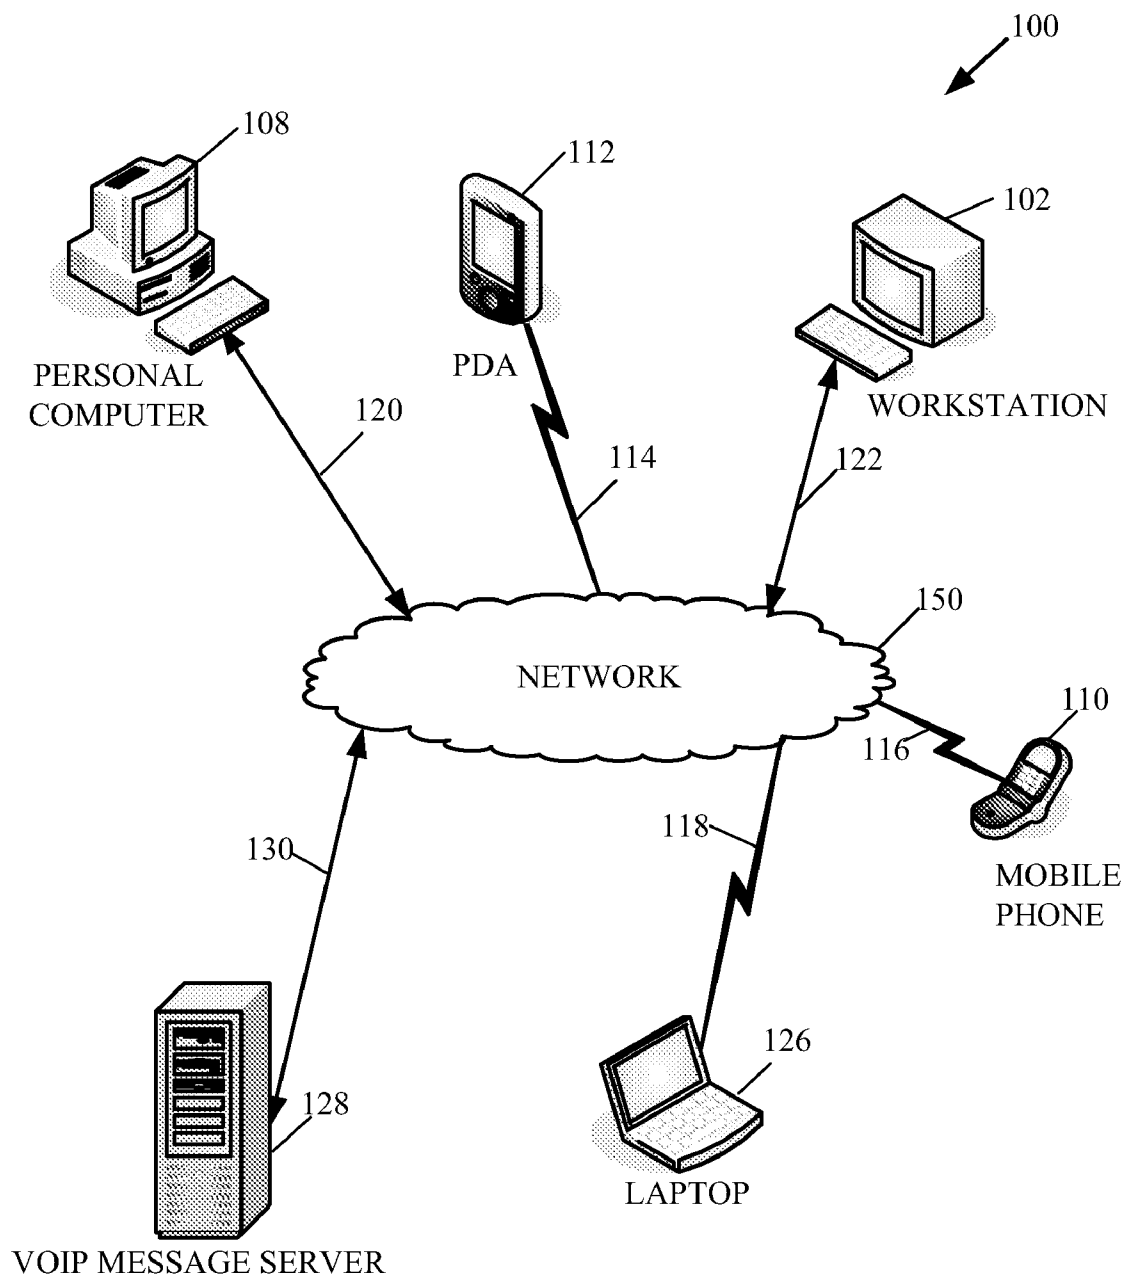 100
108
112
102
PERSONAL
COMPUTER
PDA
WORKSTATION
120
114
122
150
NETWORK
110
116
118
130
MOBILE
PHONE
126
128
LAPTOP
VOIP MESSAGE SERVER